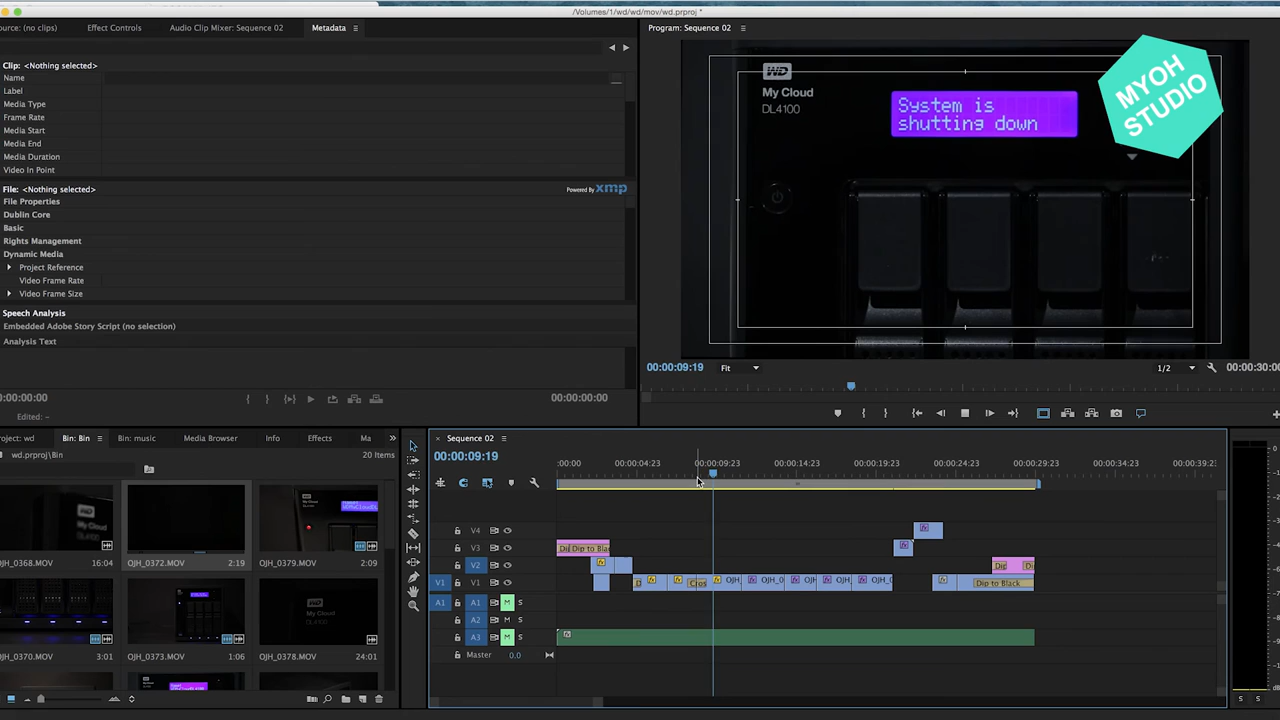 /Volumes/1/wd/wd/mov/wd.prproj *
ource: (no clips)
Effect Controls
Audio Clip Mixer: Sequence 02
Metadata
Clip: <Nothing selected>
Name
Label
Media Type
Frame Rate
Media Start
Media End
Media Duration
Video In Point
File: <Nothing selected>
Powered By xmp
File Properties
Dublin Core
Basic
Rights Management
Dynamic Media
Project Reference
Video Frame Rate
Video Frame Size
Speech Analysis
Embedded Adobe Story Script (no selection)
Analysis Text
0:00:00:00
00:00:00:00
Edited: -
Program: Sequence 02
WD
My Cloud
DL4100
System is
shutting down
MYOH
STUDIO
00:00:09:19
Fit
1/2
00:00:30:00
roject: wd
Bin: Bin
Bin: music
Media Browser
Info
Effects
Ma
wd.prproj\Bin
20 Items
OJH_0368.MOV 16:04
OJH_0372.MOV 2:19
2:09
OJH_0370.MOV 3:01
OJH_0373.MOV 1:06
OJH_0378.MOV 24:01
Sequence 02
00:00:09:19
:00:00
00:00:04:23
00:00:09:23
00:00:14:23
00:00:19:23
00:00:24:23
00:00:29:23
00:00:34:23
00:00:39:23
V4
V3
Dip to Bla
V2
Dip
V1 V1
Cros
OJH_
OJH_0
OJH_
OJH_
OJH_0
Dip to Black
A1 A1 M S
A2 M S
A3 M S
Master 0.0
S S